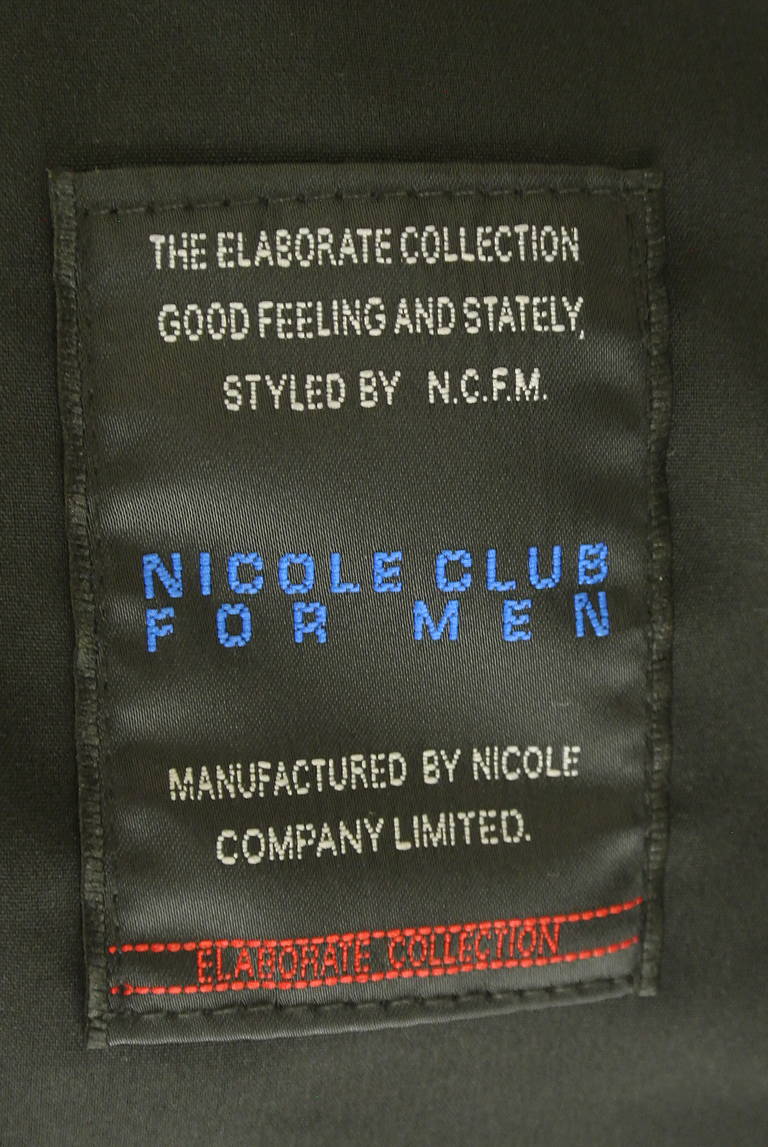 THE ELABORATE COLLECTION
GOOD FEELING AND STATELY,
STYLED BY N.C.F.M.
NICOLE CLUB
FOR MEN
MANUFACTURED BY NICOLE
COMPANY LIMITED.
ELABORATE COLLECTION